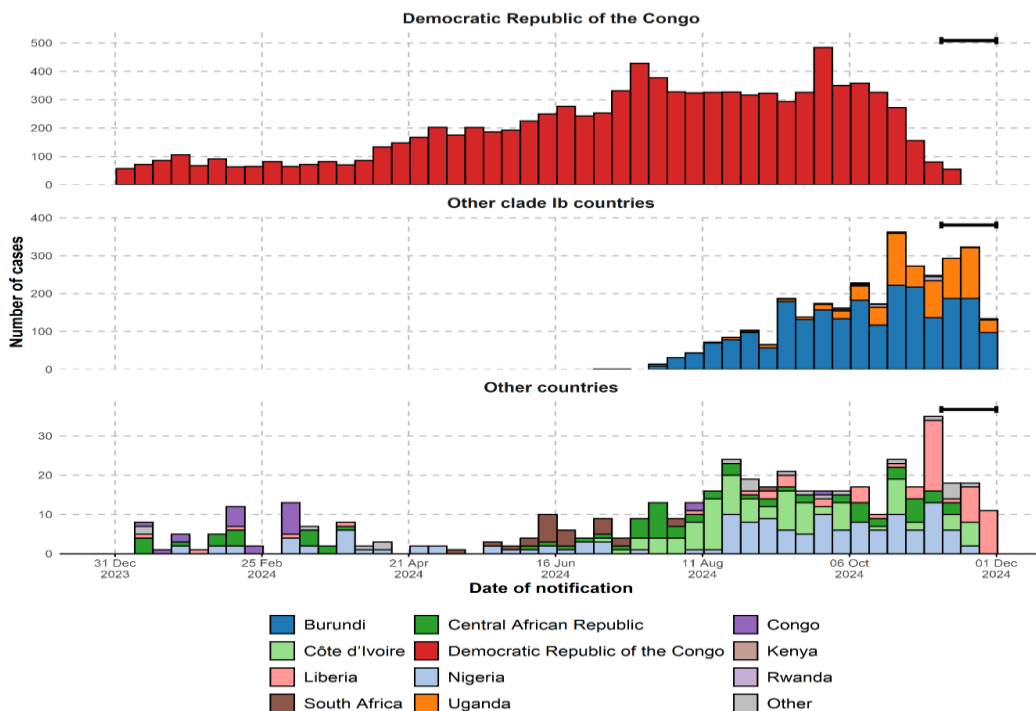 Democratic Republic of the Congo
500
400
300
200
100
0
Other clade Ib countries
400
300
200
100
0
Number of cases
Other countries
30
20
10
0
31 Dec
2023
25 Feb
2024
21 Apr
2024
16 Jun
2024
11 Aug
2024
06 Oct
2024
01 Dec
2024
Date of notification
Burundi
Central African Republic
Congo
Côte d'Ivoire
Democratic Republic of the Congo
Kenya
Liberia
Nigeria
Rwanda
South Africa
Uganda
Other